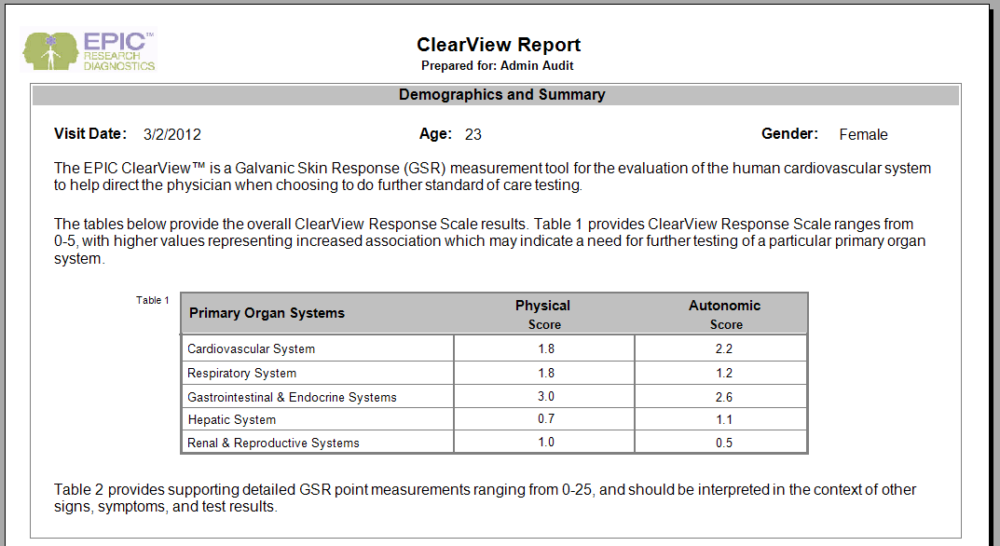 EPIC™
RESEARCH
DIAGNOSTICS
ClearView Report
Prepared for: Admin Audit
Demographics and Summary
Visit Date: 3/2/2012 Age: 23 Gender: Female
The EPIC ClearView™ is a Galvanic Skin Response (GSR) measurement tool for the evaluation of the human cardiovascular system
to help direct the physician when choosing to do further standard of care testing.
The tables below provide the overall ClearView Response Scale results. Table 1 provides ClearView Response Scale ranges from
0-5, with higher values representing increased association which may indicate a need for further testing of a particular primary organ
system.
Table 1
Primary Organ Systems Physical Score Autonomic Score
Cardiovascular System 1.8 2.2
Respiratory System 1.8 1.2
Gastrointestinal & Endocrine Systems 3.0 2.6
Hepatic System 0.7 1.1
Renal & Reproductive Systems 1.0 0.5
Table 2 provides supporting detailed GSR point measurements ranging from 0-25, and should be interpreted in the context of other
signs, symptoms, and test results.